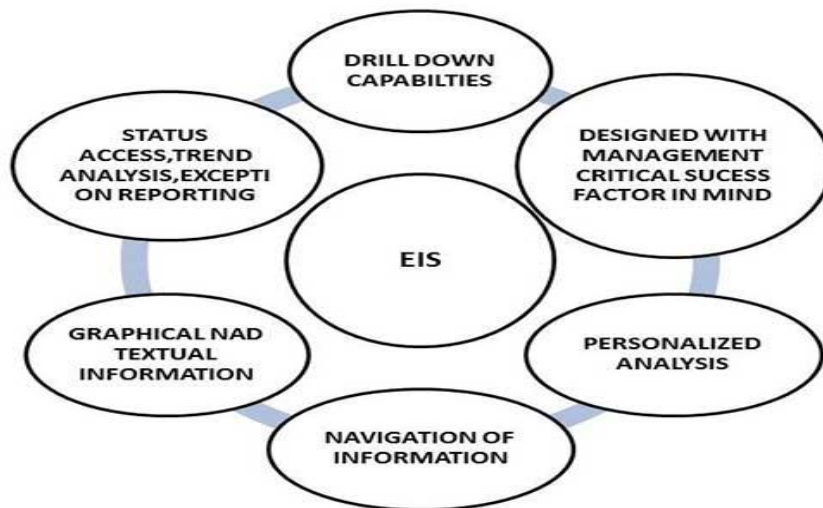 DRILL DOWN
CAPABILTIES
DESIGNED WITH
MANAGEMENT
CRITICAL SUCESS
FACTOR IN MIND
PERSONALIZED
ANALYSIS
NAVIGATION OF
INFORMATION
GRAPHICAL NAD
TEXTUAL
INFORMATION
STATUS
ACCESS,TREND
ANALYSIS,EXCEPTI
ON REPORTING
EIS